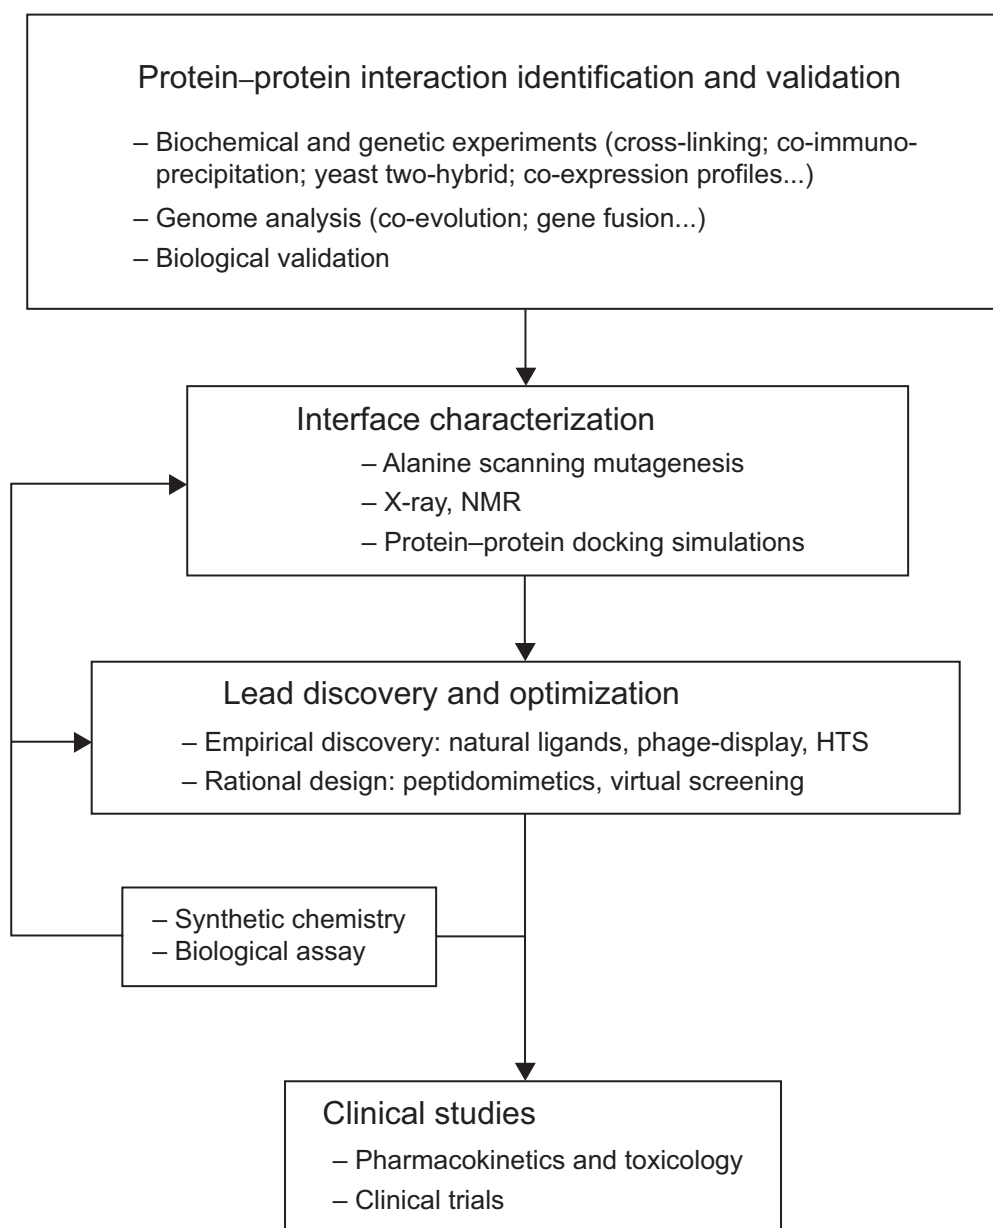 Protein–protein interaction identification and validation
– Biochemical and genetic experiments (cross-linking; co-immuno-
precipitation; yeast two-hybrid; co-expression profiles...)
– Genome analysis (co-evolution; gene fusion...)
– Biological validation
Interface characterization
– Alanine scanning mutagenesis
– X-ray, NMR
– Protein–protein docking simulations
Lead discovery and optimization
– Empirical discovery: natural ligands, phage-display, HTS
– Rational design: peptidomimetics, virtual screening
– Synthetic chemistry
– Biological assay
Clinical studies
– Pharmacokinetics and toxicology
– Clinical trials